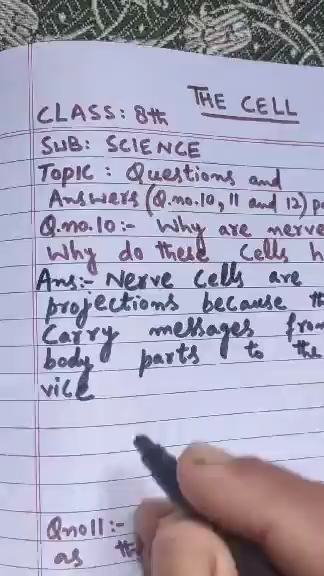 THE CELL
CLASS: 8th
SUB: SCIENCE
TOPIC: Questions and
Answers (Q.no.10, 11 and 12)
Q.no.10:- Why are nerve
Why do these cells
Ans:- Nerve cells are
projections because
Carry messages from
body parts to the
vice
Qno11:-
as